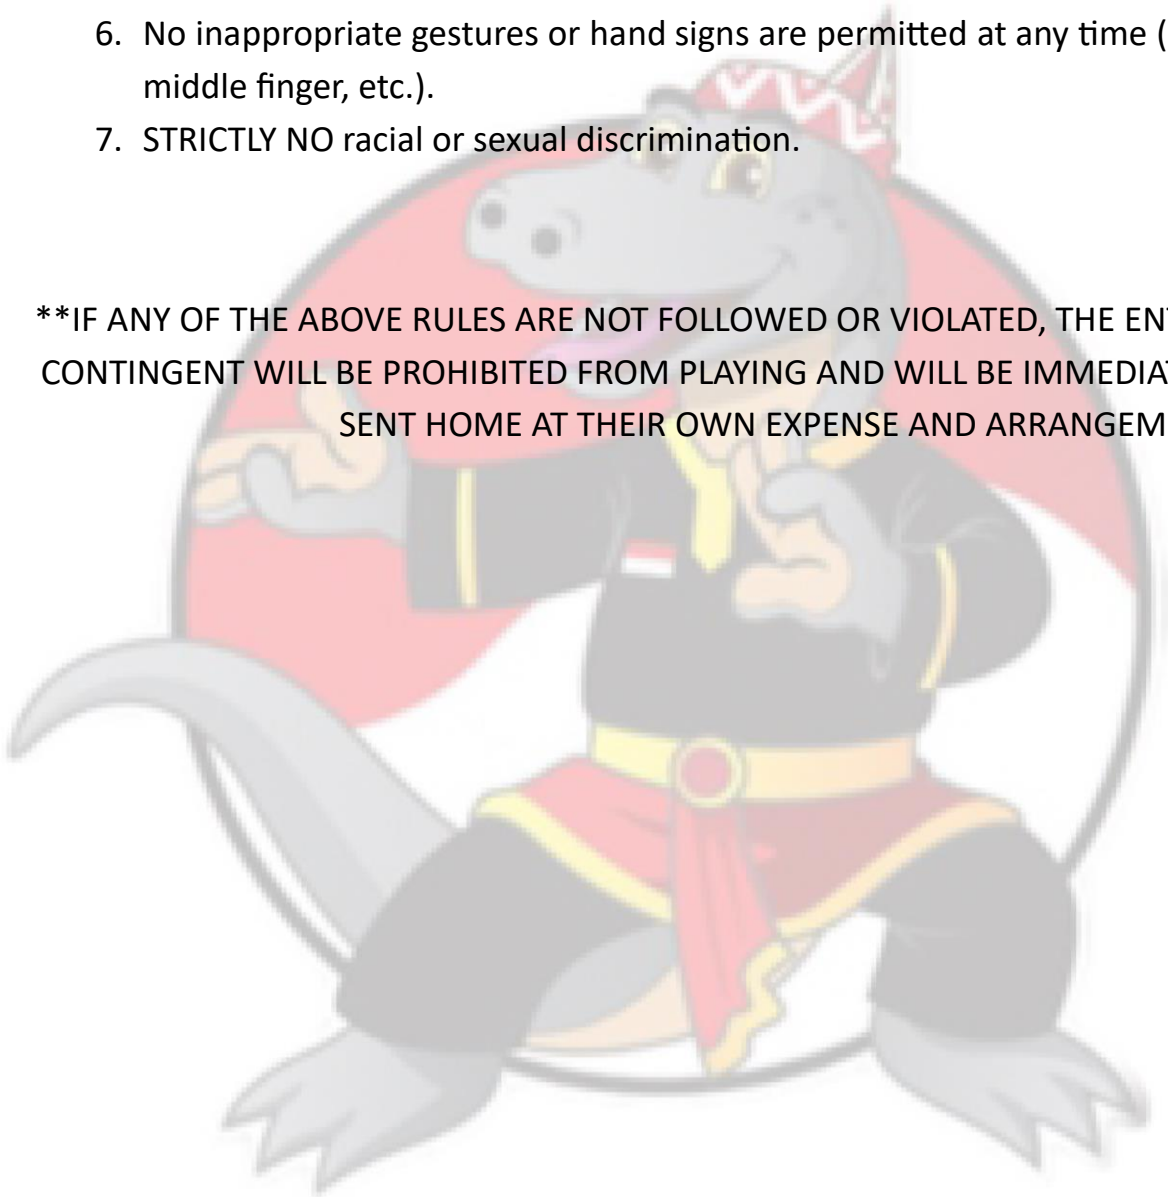 6. No inappropriate gestures or hand signs are permitted at any time (
middle finger, etc.).
7. STRICTLY NO racial or sexual discrimination.
**IF ANY OF THE ABOVE RULES ARE NOT FOLLOWED OR VIOLATED, THE ENT
CONTINGENT WILL BE PROHIBITED FROM PLAYING AND WILL BE IMMEDIAT
SENT HOME AT THEIR OWN EXPENSE AND ARRANGEM